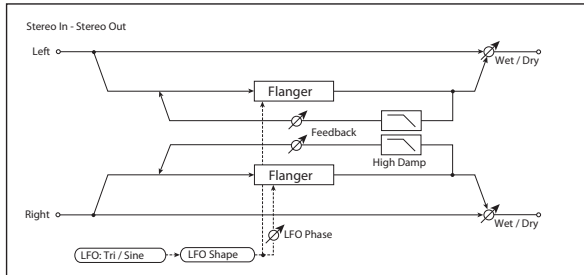 Stereo In - Stereo Out
Left
Wet / Dry
Flanger
Feedback
High Damp
Flanger
LFO Phase
Right
Wet / Dry
LFO: Tri / Sine
LFO Shape